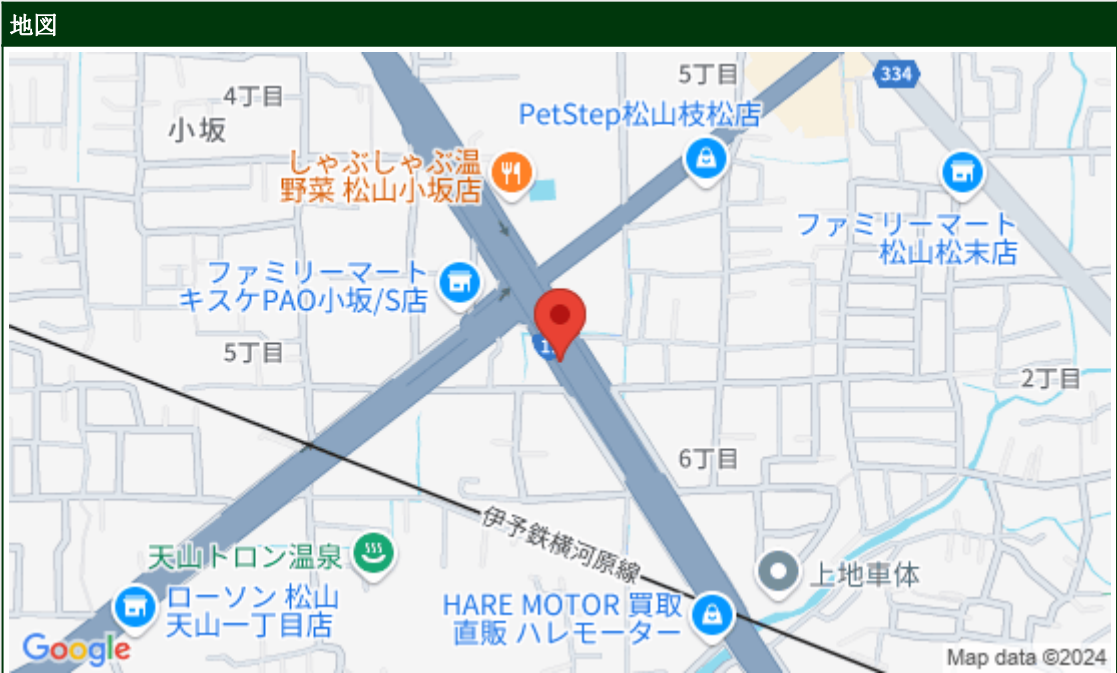 地図
5丁目
334
4丁目
小坂
PetStep松山枝松店
しゃぶしゃぶ温
野菜 松山小坂店
ファミリーマート
松山松末店
ファミリーマート
キスケPAO小坂/S店
5丁目
2丁目
6丁目
伊予鉄横河原線
天山トロン温泉
上地車体
ローソン 松山
天山一丁目店
HARE MOTOR 買取
直販 ハレモーター
Google
Map data ©2024